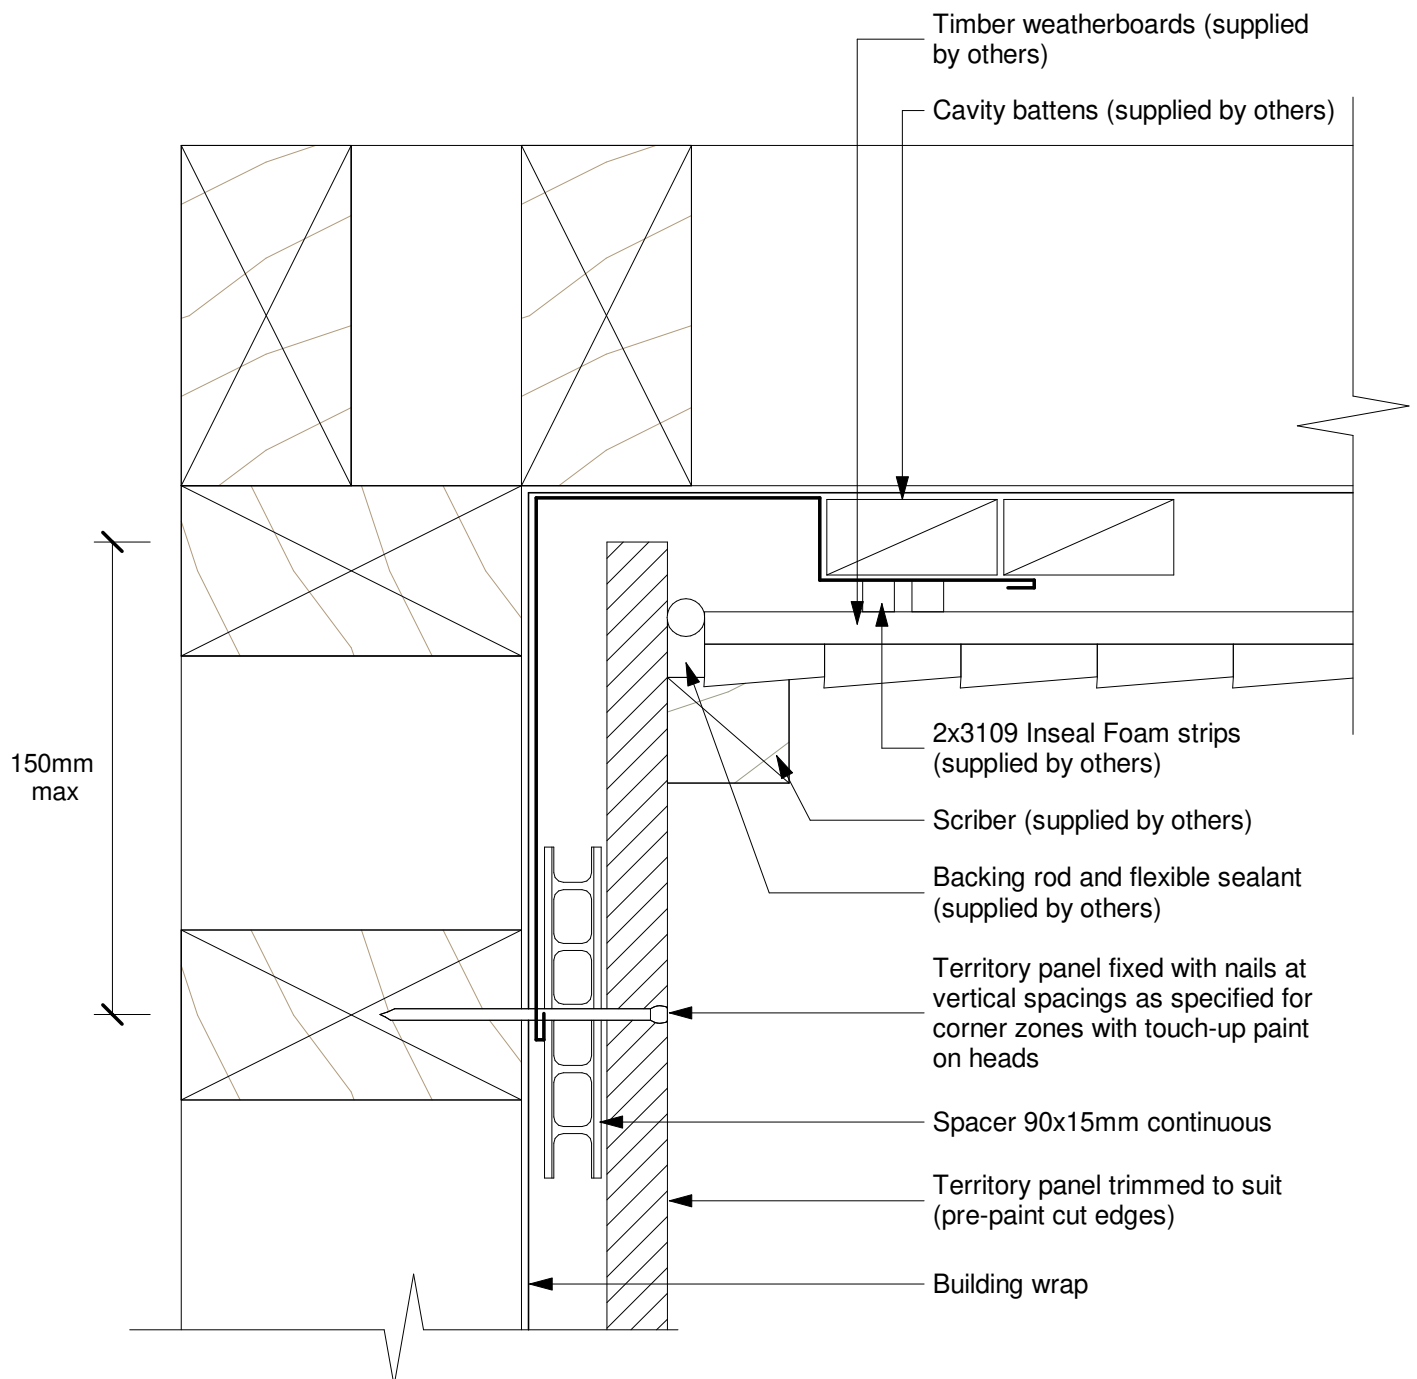 Timber weatherboards (supplied
by others)
Cavity battens (supplied by others)
150mm
max
2x3109 Inseal Foam strips
(supplied by others)
Scriber (supplied by others)
Backing rod and flexible sealant
(supplied by others)
Territory panel fixed with nails at
vertical spacings as specified for
corner zones with touch-up paint
on heads
Spacer 90x15mm continuous
Territory panel trimmed to suit
(pre-paint cut edges)
Building wrap